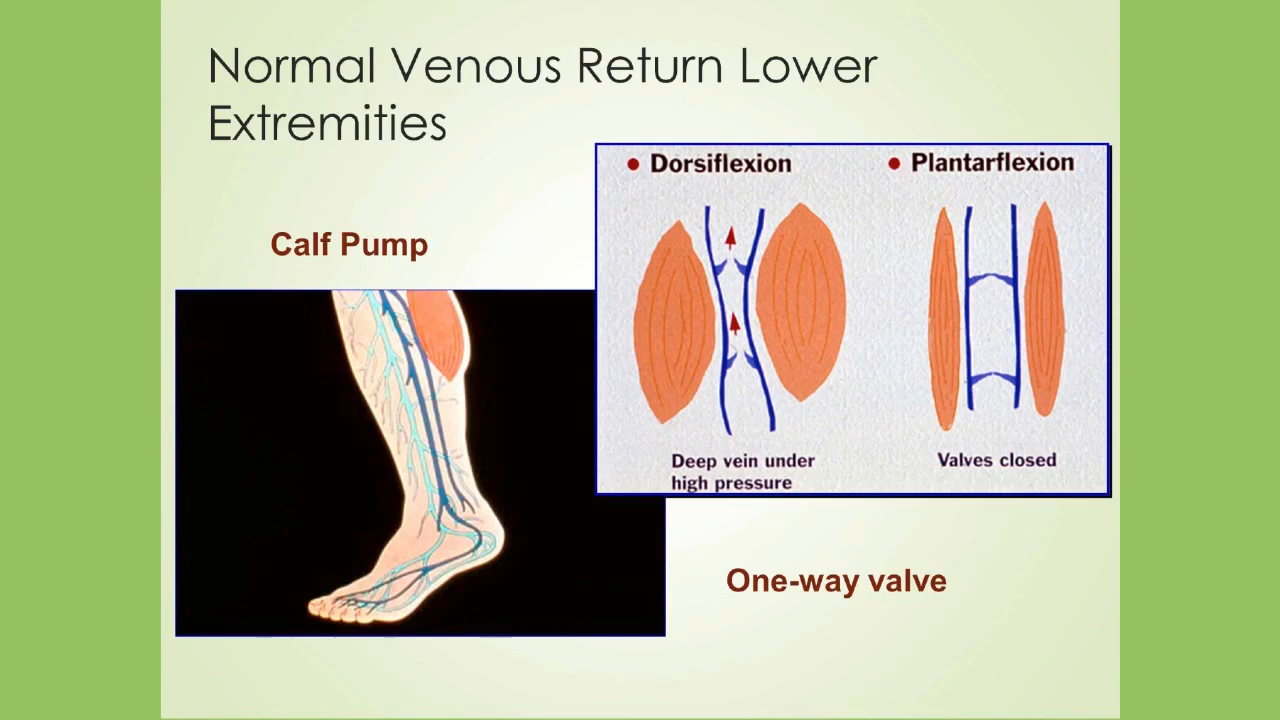 Normal Venous Return Lower
Extremities
Calf Pump
• Dorsiflexion
• Plantarflexion
Deep vein under
high pressure
Valves closed
One-way valve